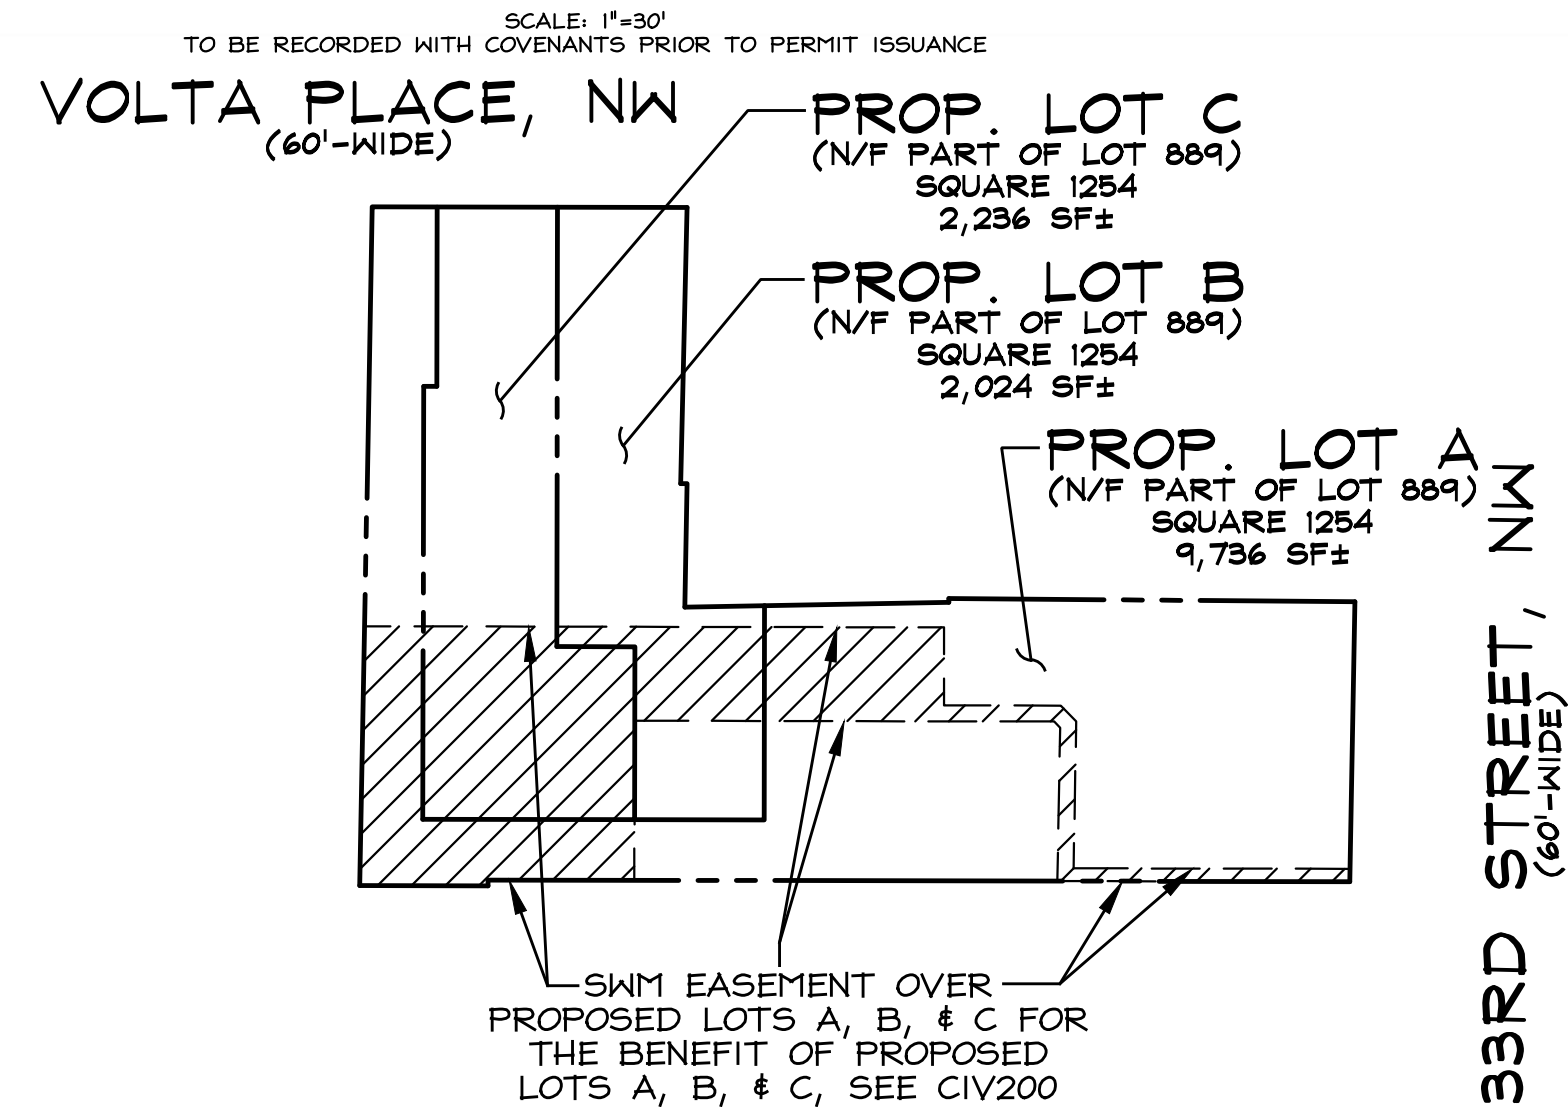 SCALE: 1"=30'
TO BE RECORDED WITH COVENANTS PRIOR TO PERMIT ISSUANCE
VOLTA PLACE, NW
(60'-WIDE)
PROP. LOT C
(N/F PART OF LOT 889)
SQUARE 1254
2,236 SF±
PROP. LOT B
(N/F PART OF LOT 889)
SQUARE 1254
2,024 SF±
PROP. LOT A
(N/F PART OF LOT 889)
SQUARE 1254
9,736 SF±
33RD STREET, NW
(60'-WIDE)
SWM EASEMENT OVER
PROPOSED LOTS A, B, & C FOR
THE BENEFIT OF PROPOSED
LOTS A, B, & C, SEE CIV200